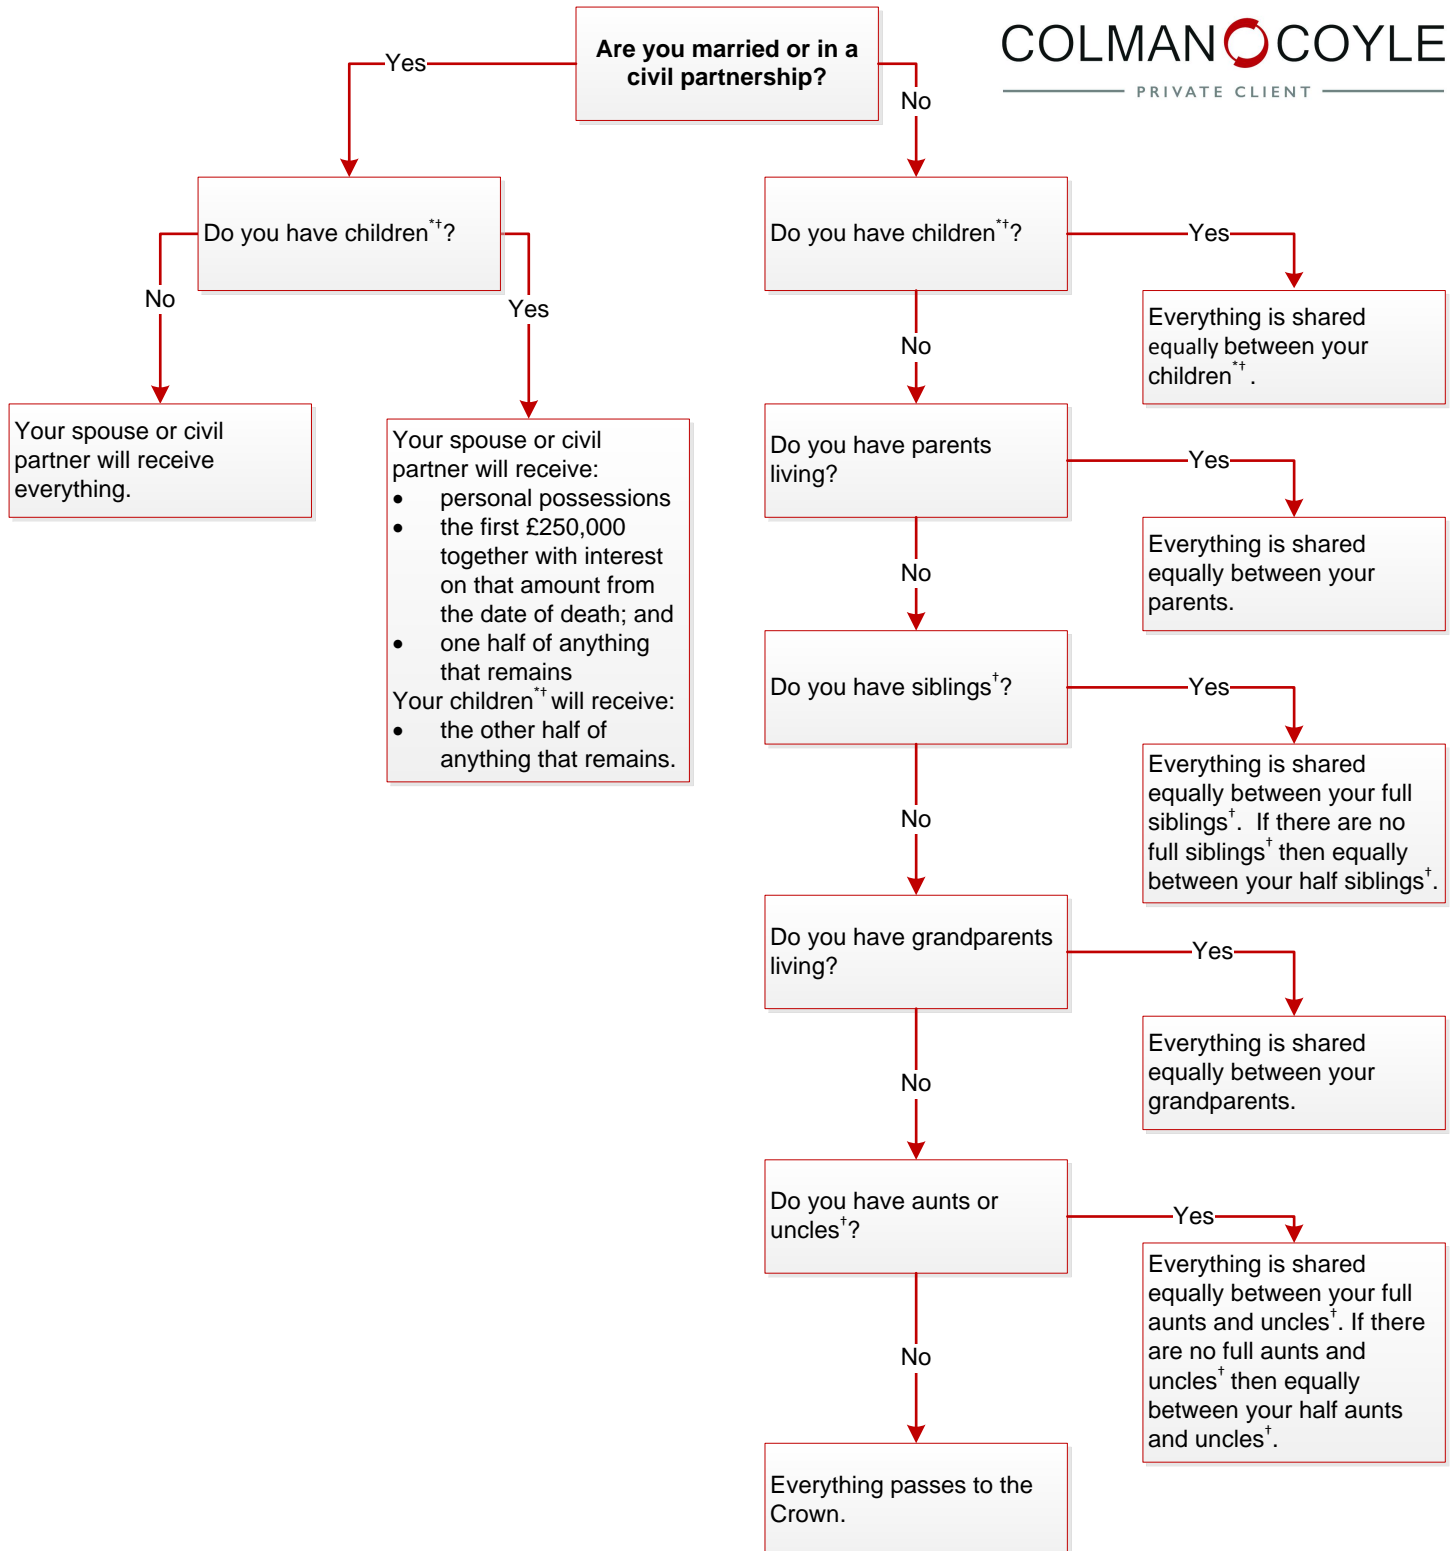 COLMAN COYLE
PRIVATE CLIENT
Are you married or in a
civil partnership?
Yes
No
Do you have children*†?
No
Yes
Your spouse or civil
partner will receive
everything.
Your spouse or civil
partner will receive:
• personal possessions
• the first £250,000
together with interest
on that amount from
the date of death; and
• one half of anything
that remains
Your children*† will receive:
• the other half of
anything that remains.
Do you have children*†?
Yes
Everything is shared
equally between your
children*† .
No
Do you have parents
living?
Yes
Everything is shared
equally between your
parents.
No
Do you have siblings†?
Yes
Everything is shared
equally between your full
siblings†.  If there are no
full siblings† then equally
between your half siblings†.
No
Do you have grandparents
living?
Yes
Everything is shared
equally between your
grandparents.
No
Do you have aunts or
uncles†?
Yes
Everything is shared
equally between your full
aunts and uncles†. If there
are no full aunts and
uncles† then equally
between your half aunts
and uncles†.
No
Everything passes to the
Crown.